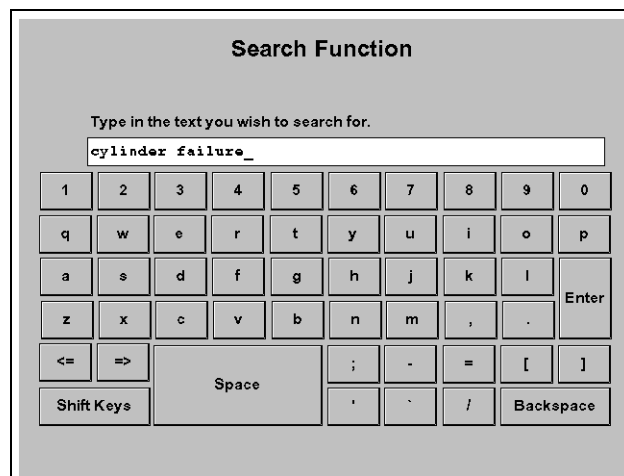 Search Function
Type in the text you wish to search for.
cylinder failure_
1 2 3 4 5 6 7 8 9 0
q w e r t y u i o p
a s d f g h j k l
Enter
z x c v b n m , .
<= => ; - = [ ]
Space
Shift Keys ' ` / Backspace